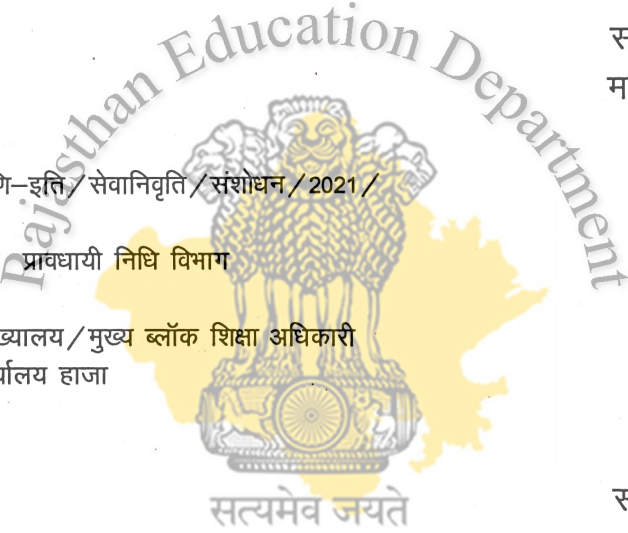 Rajasthan Education Department
स
म
णि–इति/सेवानिवृति/संशोधन/2021/
प्रावधायी निधि विभाग
ख्यालय/मुख्य ब्लॉक शिक्षा अधिकारी
र्यालय हाजा
स
सत्यमेव जयते